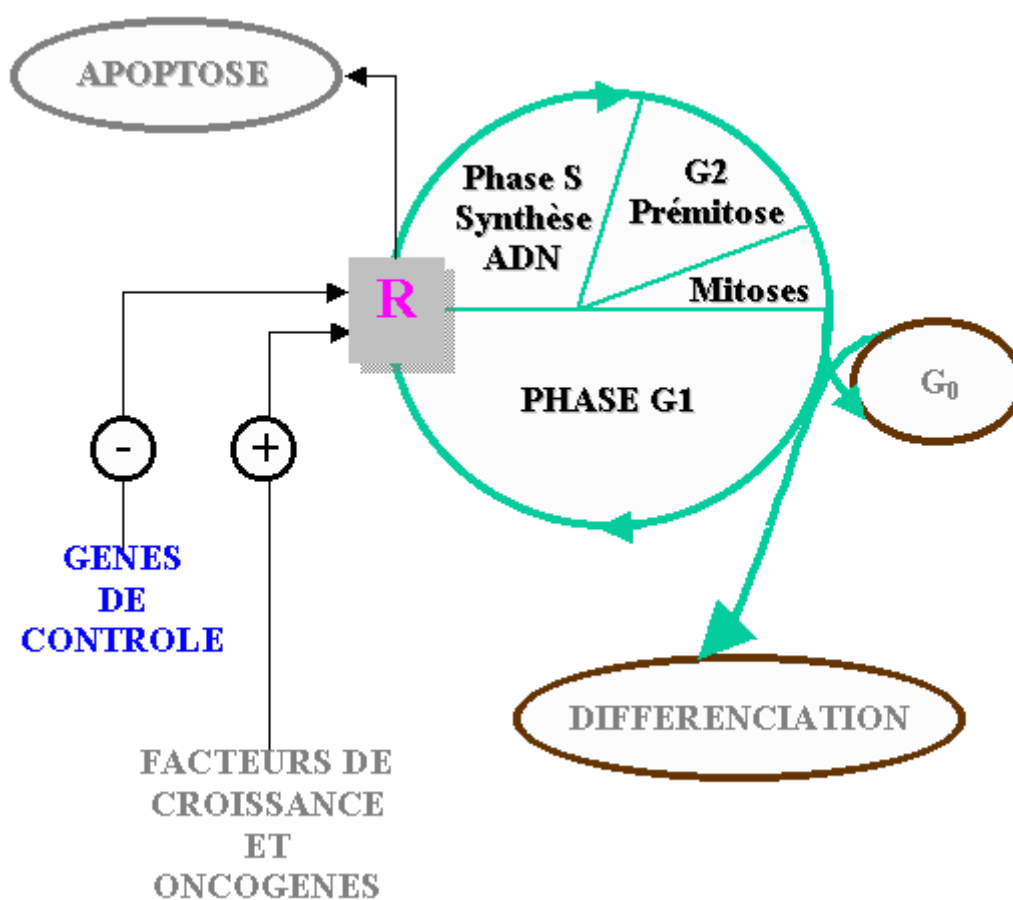 APOPTOSE
Phase S
Synthèse
ADN
G2
Prémitose
Mitoses
R
PHASE G1
G₀
-
+
GENES
DE
CONTROLE
DIFFERENCIATION
FACTEURS DE
CROISSANCE
ET
ONCOGENES